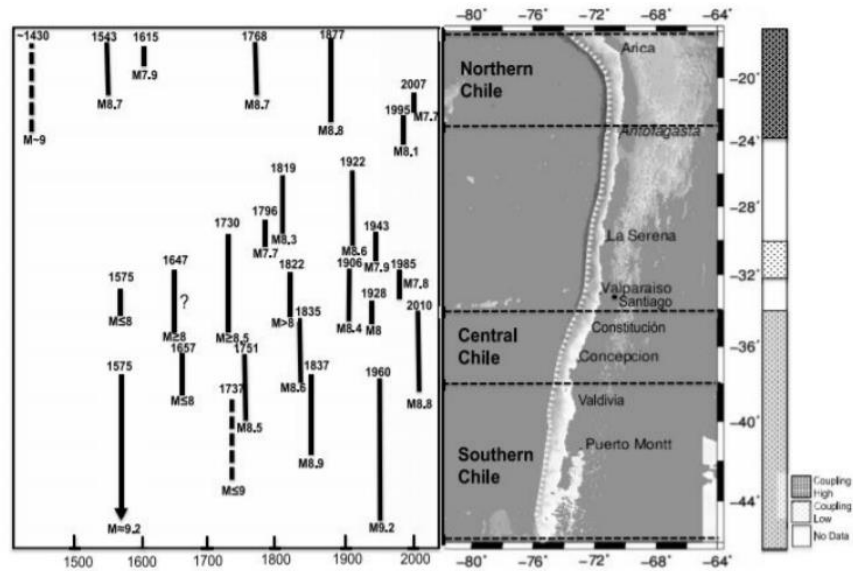 ~1430
1543
1615
1768
1877
M7.9
2007
1995
M7.7
M8.7
M8.7
M8.8
M~9
M8.1
1819
1922
1796
1730
M8.3
M7.7
1943
M8.6
1647
1822
1906
M7.9
1985
1575
?
M7.8
1928
2010
1835
M≤8
M≥8
M≥8.5
M>8
M8.4
M8
1657
1751
1575
1837
1960
M8.6
M≤8
1737
M8.8
M8.5
M8.9
M≤9
M≈9.2
M9.2
1500 1600 1700 1800 1900 2000
−80° −76° −72° −68° −64°
Northern
Chile
Arica
Antofagasta
La Serena
Valparaiso
Santiago
Central
Chile
Constitución
Concepcion
Southern
Chile
Valdivia
Puerto Montt
−20°
−24°
−28°
−32°
−36°
−40°
−44°
−80° −76° −72° −68° −64°
Coupling
High
Coupling
Low
No Data